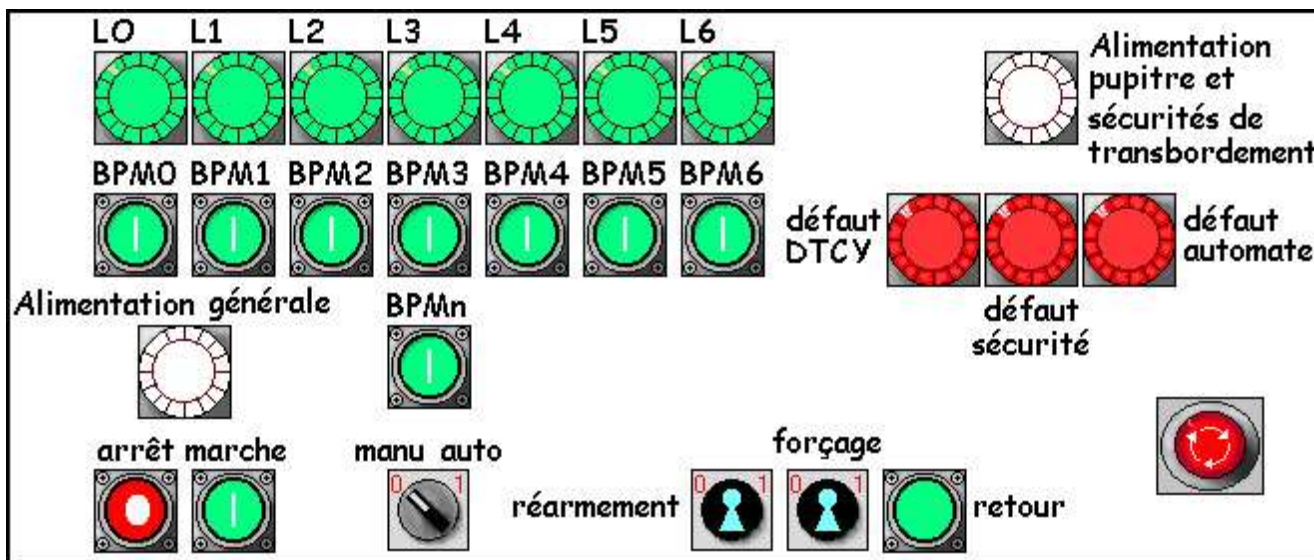 L0 L1 L2 L3 L4 L5 L6
Alimentation
pupitre et
sécurités de
transbordement
BPM0 BPM1 BPM2 BPM3 BPM4 BPM5 BPM6
défaut
DTCY
défaut
automate
défaut
sécurité
Alimentation générale
BPMn
arrêt marche
manu auto
0 1
forçage
réarmement
0 1
0 1
retour